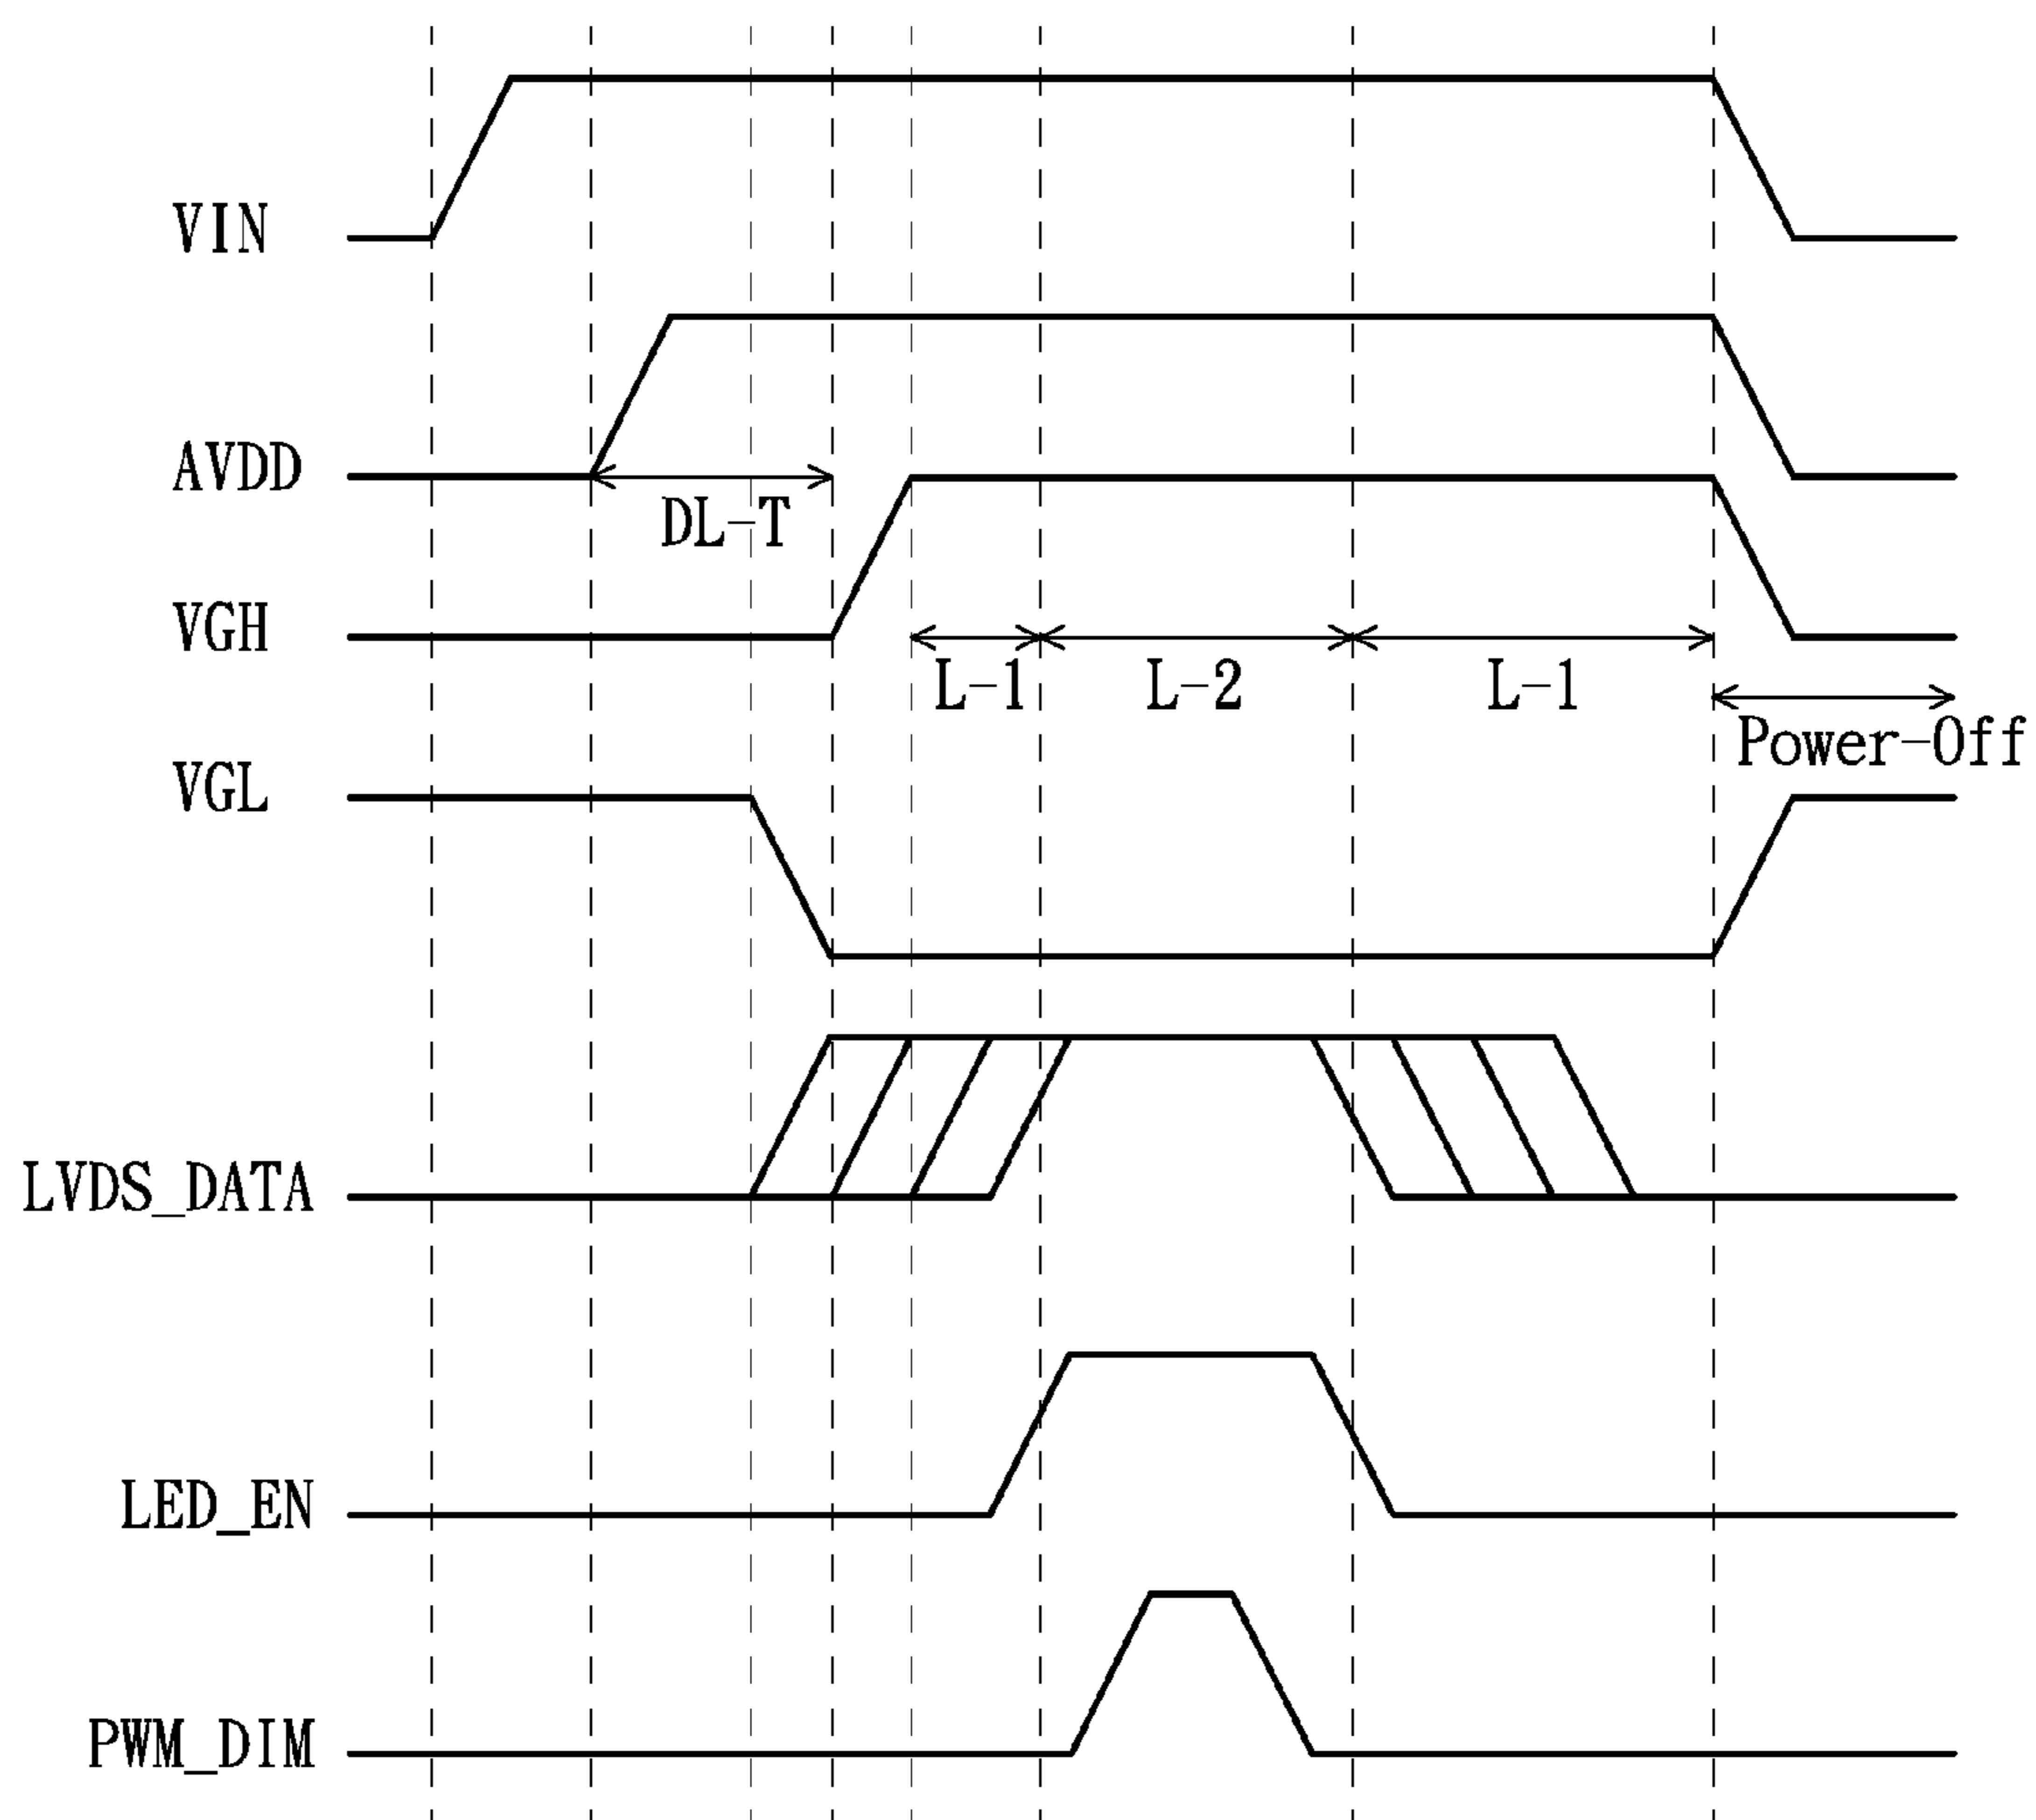 VIN
AVDD
DL-T
VGH
L-1
L-2
L-1
Power-Off
VGL
LVDS_DATA
LED_EN
PWM_DIM